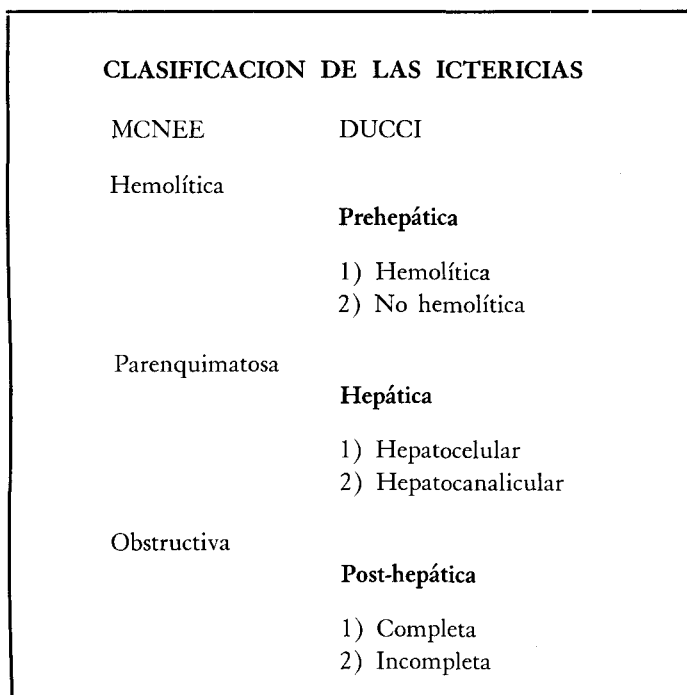 CLASIFICACION DE LAS ICTERICIAS
MCNEE DUCCI
Hemolítica
Prehepática
1) Hemolítica
2) No hemolítica
Parenquimatosa
Hepática
1) Hepatocelular
2) Hepatocanalicular
Obstructiva
Post-hepática
1) Completa
2) Incompleta